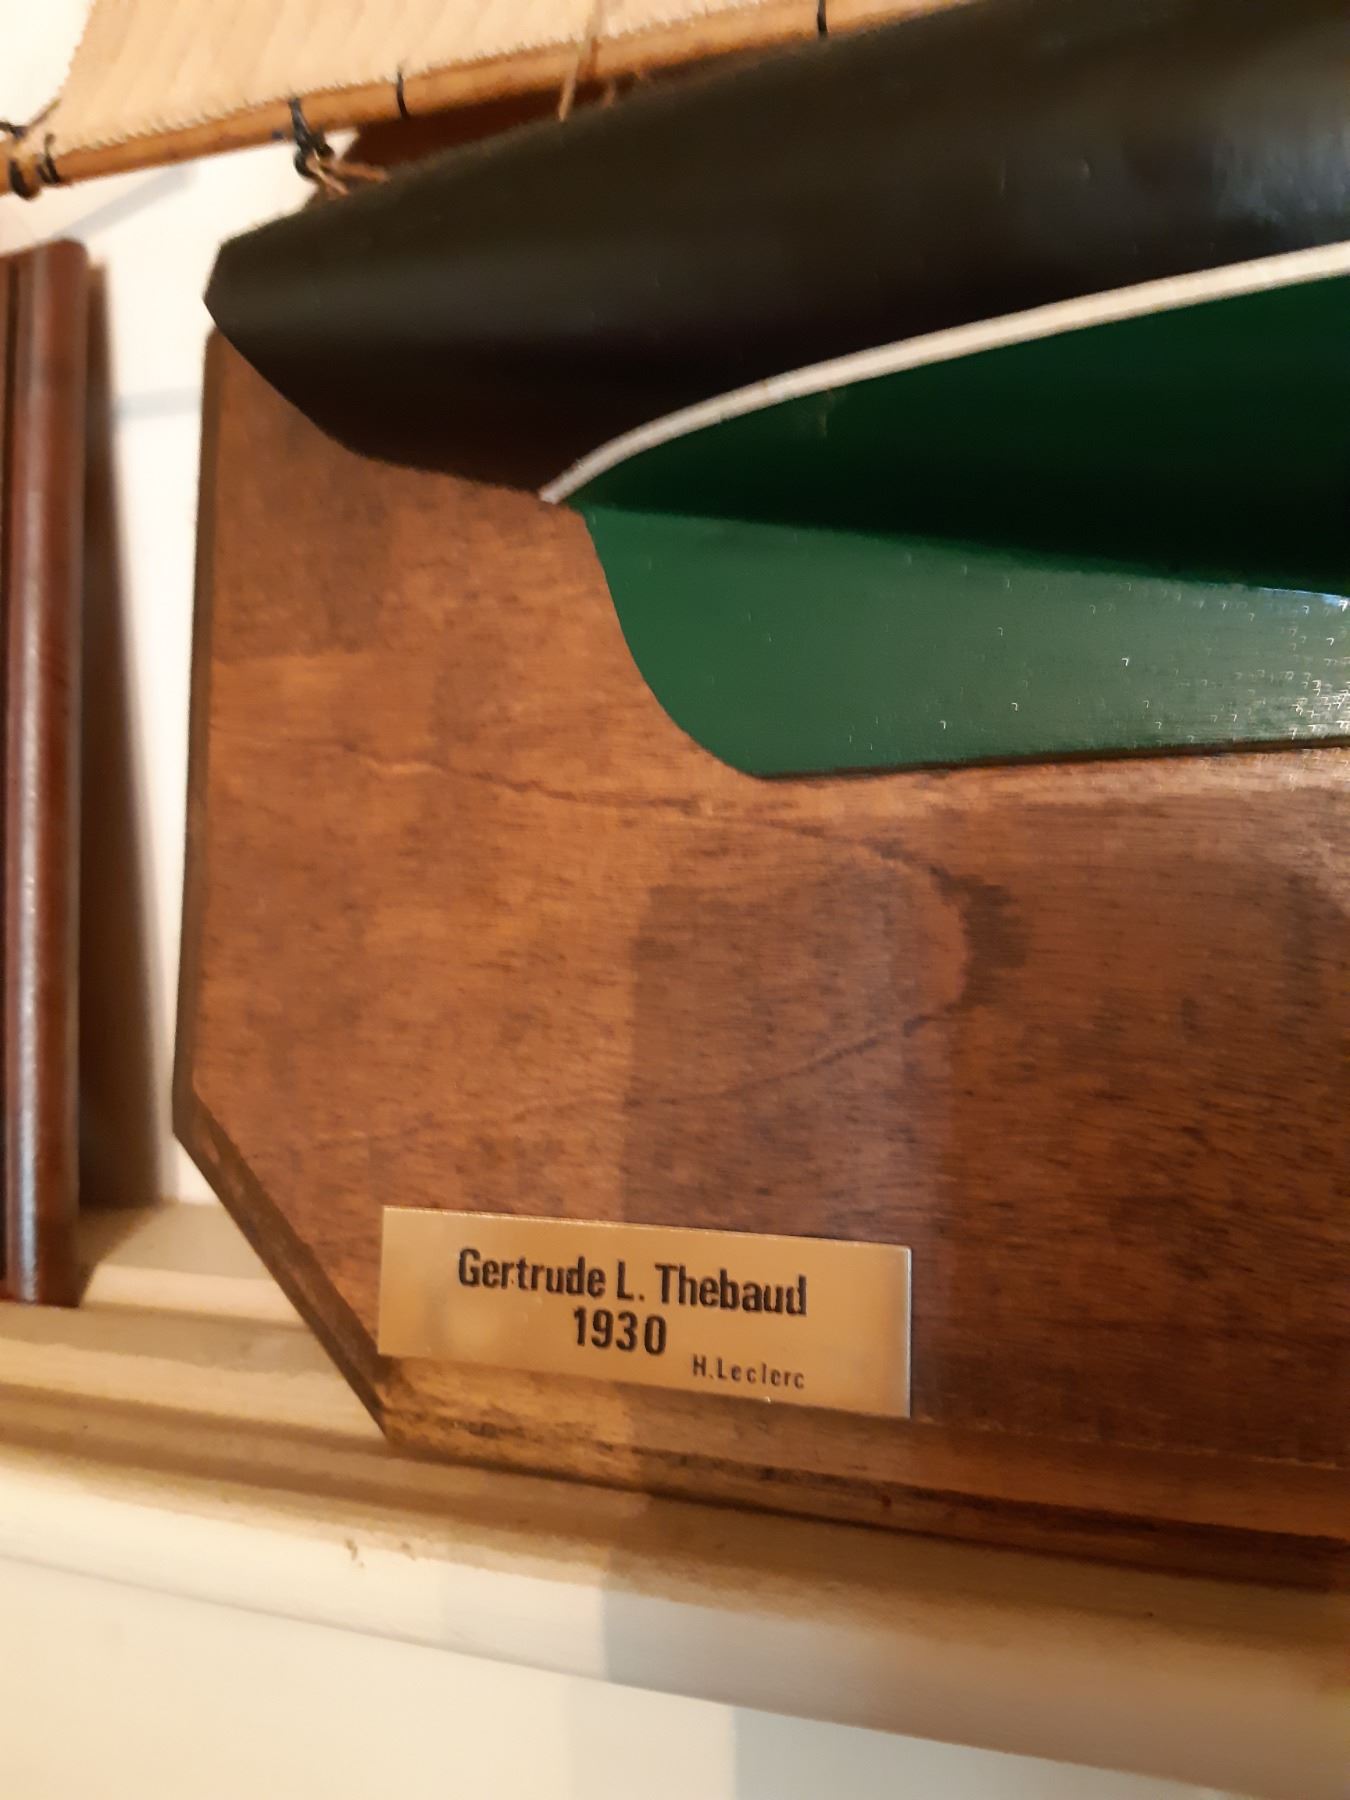 Gertrude L. Thebaud
1930
H.Leclerc